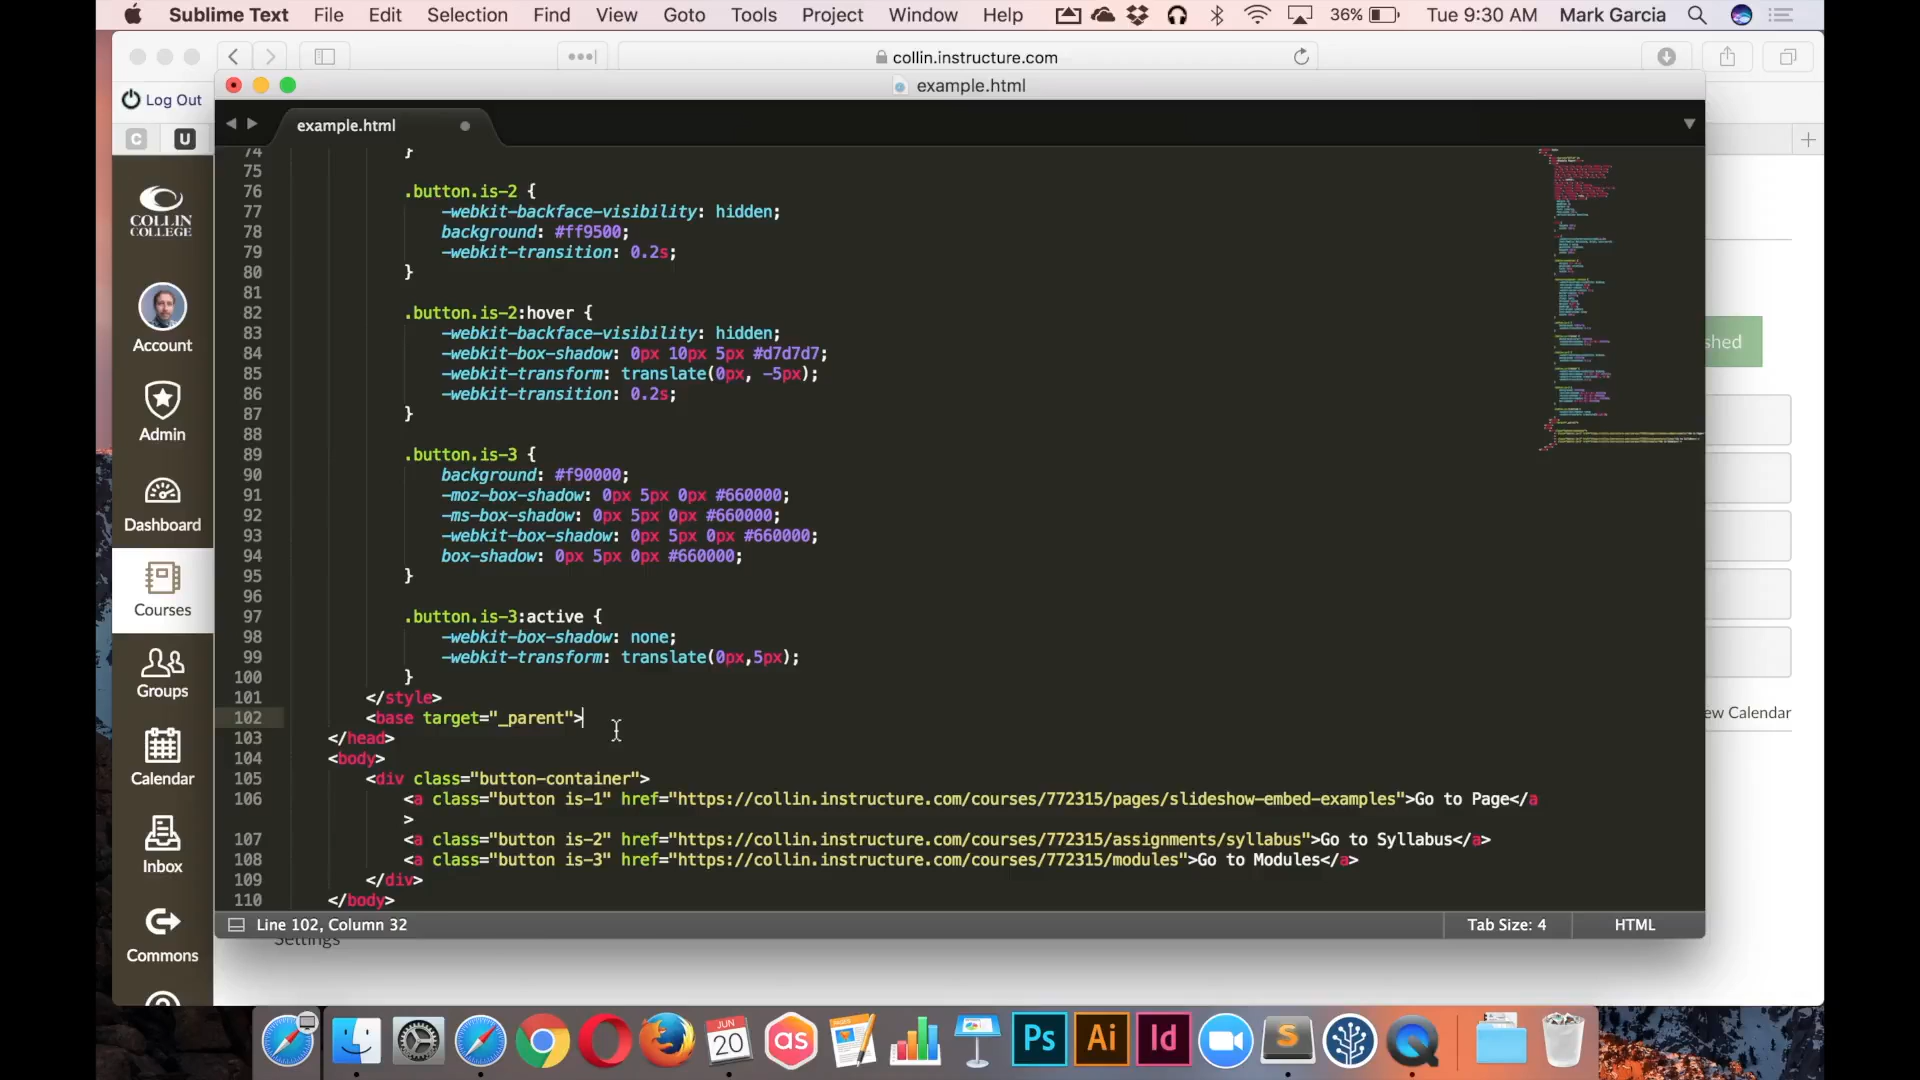 Sublime Text File Edit Selection Find View Goto Tools Project Window Help 36% Tue 9:30 AM Mark Garcia
collin.instructure.com
example.html
Log Out
example.html
C U
COLLIN
COLLEGE
Account
Admin
Dashboard
Courses
Groups
Calendar
Inbox
Commons
74 }
75
76 .button.is-2 {
77 -webkit-backface-visibility: hidden;
78 background: #ff9500;
79 -webkit-transition: 0.2s;
80 }
81
82 .button.is-2:hover {
83 -webkit-backface-visibility: hidden;
84 -webkit-box-shadow: 0px 10px 5px #d7d7d7;
85 -webkit-transform: translate(0px, -5px);
86 -webkit-transition: 0.2s;
87 }
88
89 .button.is-3 {
90 background: #f90000;
91 -moz-box-shadow: 0px 5px 0px #660000;
92 -ms-box-shadow: 0px 5px 0px #660000;
93 -webkit-box-shadow: 0px 5px 0px #660000;
94 box-shadow: 0px 5px 0px #660000;
95 }
96
97 .button.is-3:active {
98 -webkit-box-shadow: none;
99 -webkit-transform: translate(0px,5px);
100 }
101 </style>
102 <base target="_parent">
103 </head>
104 <body>
105 <div class="button-container">
106 <a class="button is-1" href="https://collin.instructure.com/courses/772315/pages/slideshow-embed-examples">Go to Page</a
>
107 <a class="button is-2" href="https://collin.instructure.com/courses/772315/assignments/syllabus">Go to Syllabus</a>
108 <a class="button is-3" href="https://collin.instructure.com/courses/772315/modules">Go to Modules</a>
109 </div>
110 </body>
shed
ew Calendar
Line 102, Column 32 Tab Size: 4 HTML
Settings
JUN
20
as
PAGES
Ps
Ai
Id
S